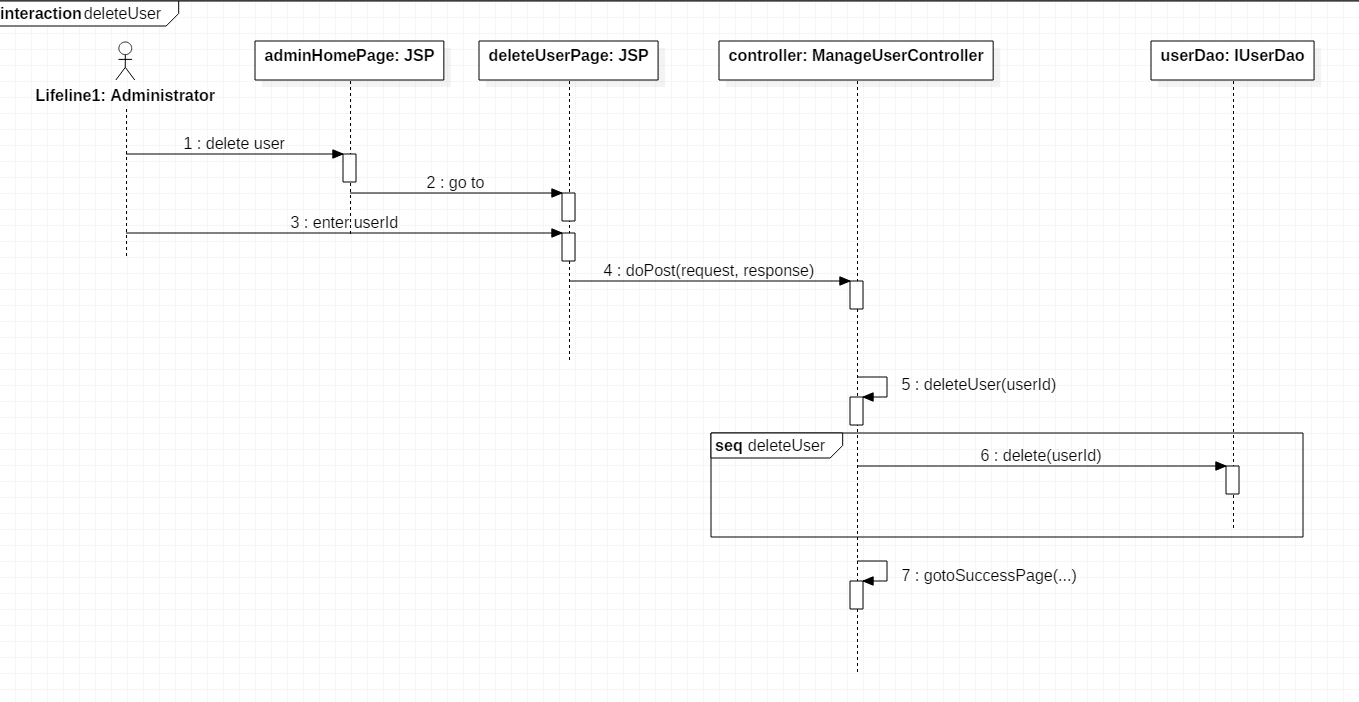 interaction deleteUser
adminHomePage: JSP
deleteUserPage: JSP
controller: ManageUserController
userDao: IUserDao
Lifeline1: Administrator
1 : delete user
2 : go to
3 : enter userId
4 : doPost(request, response)
5 : deleteUser(userId)
seq deleteUser
6 : delete(userId)
7 : gotoSuccessPage(...)